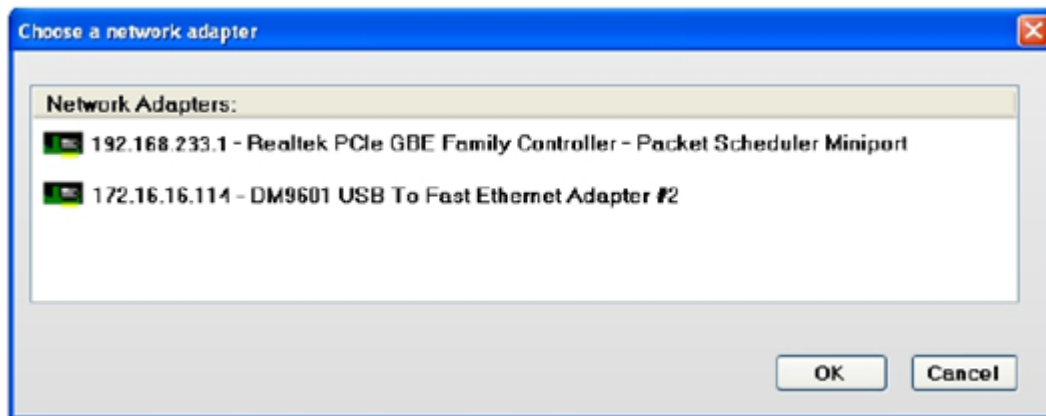 Choose a network adapter
Network Adapters:
192.168.233.1 - Realtek PCIe GBE Family Controller - Packet Scheduler Miniport
172.16.16.114 - DM9601 USB To Fast Ethernet Adapter #2
OK
Cancel